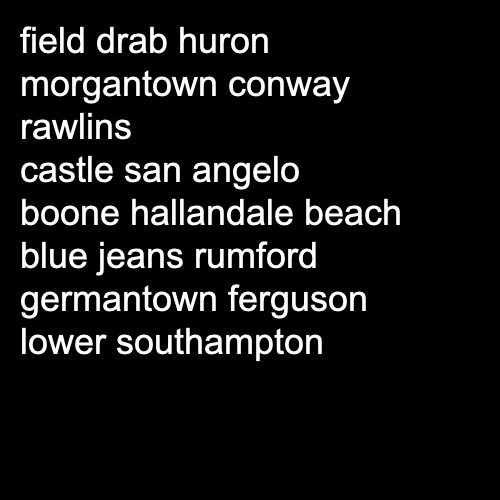 field drab huron
morgantown conway
rawlins
castle san angelo
boone hallandale beach
blue jeans rumford
germantown ferguson
lower southampton